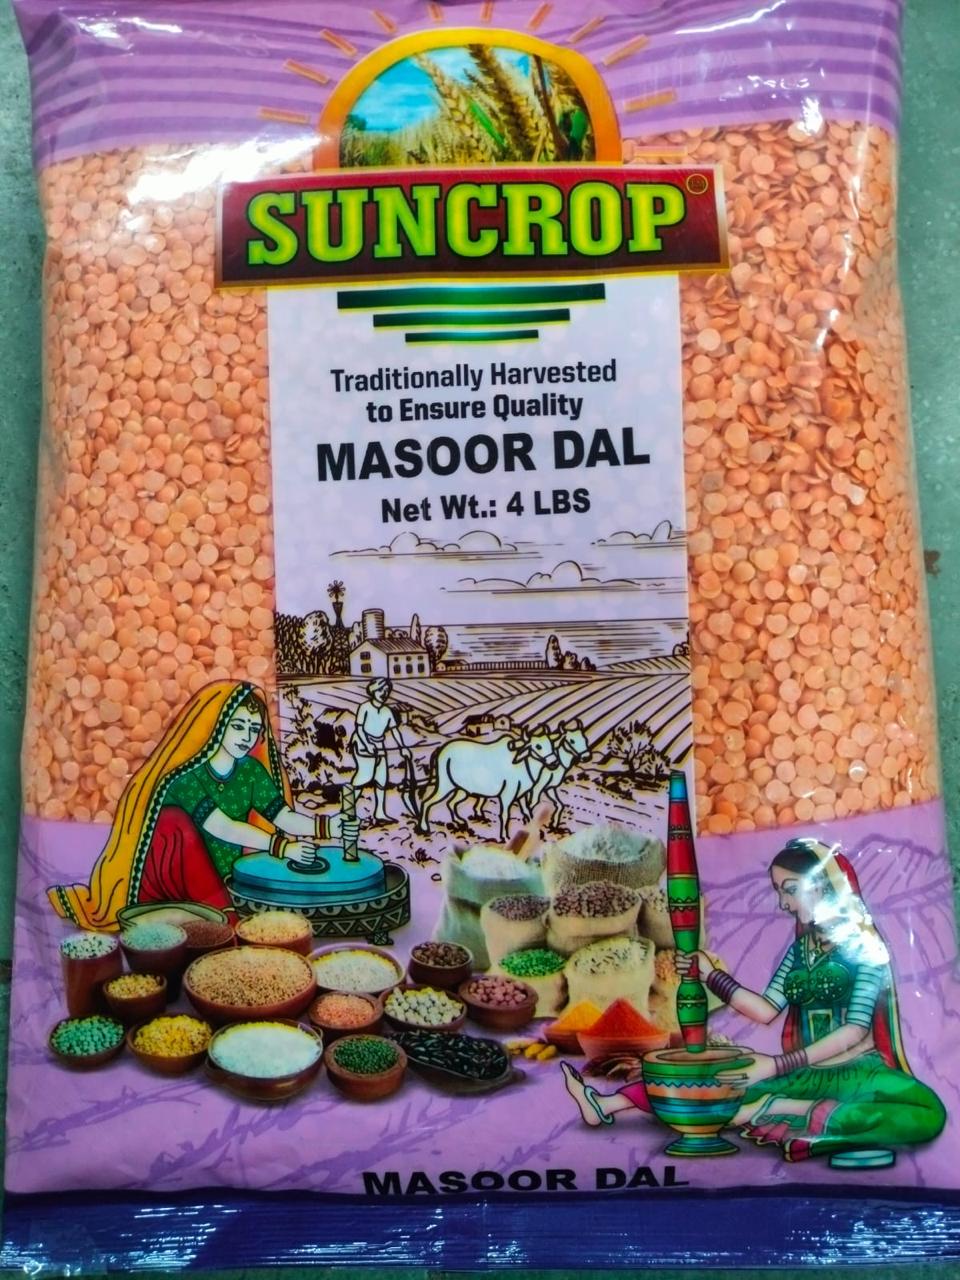 SUNCROP
Traditionally Harvested
to Ensure Quality
MASOOR DAL
Net Wt.: 4 LBS
MASOOR DAL